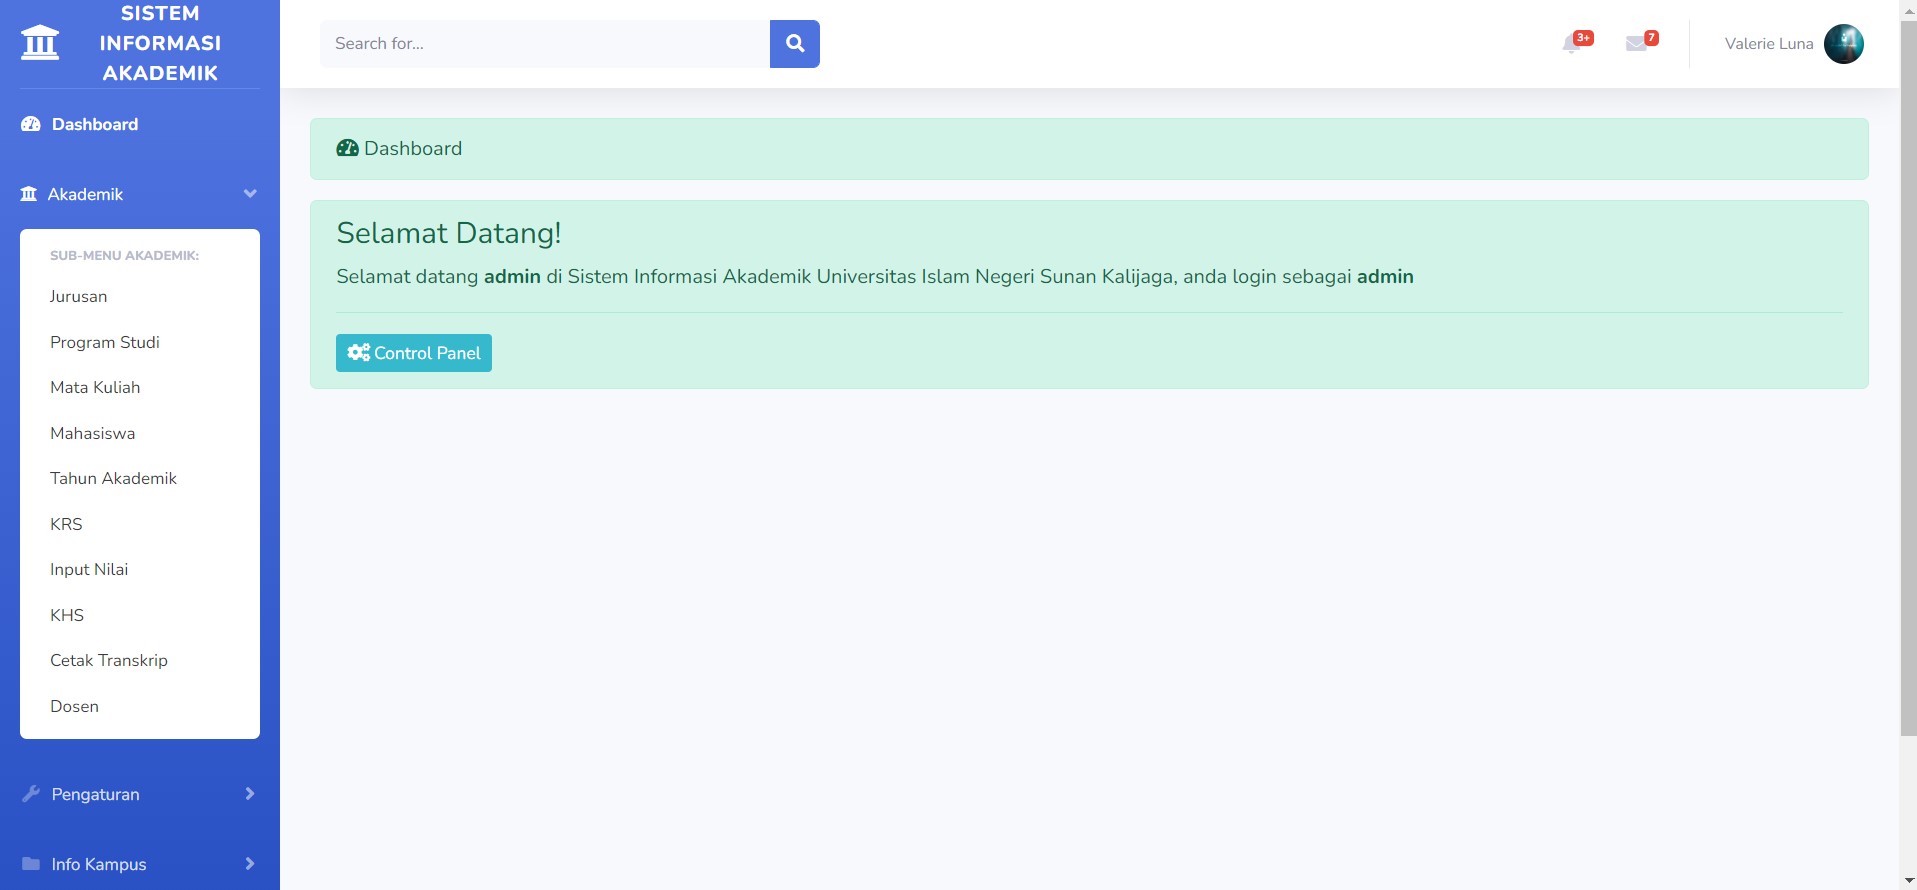 SISTEM
INFORMASI
AKADEMIK
Dashboard
Akademik
SUB-MENU AKADEMIK:
Jurusan
Program Studi
Mata Kuliah
Mahasiswa
Tahun Akademik
KRS
Input Nilai
KHS
Cetak Transkrip
Dosen
Pengaturan
Info Kampus
Search for...
3+
7
Valerie Luna
Dashboard
Selamat Datang!
Selamat datang admin di Sistem Informasi Akademik Universitas Islam Negeri Sunan Kalijaga, anda login sebagai admin
Control Panel